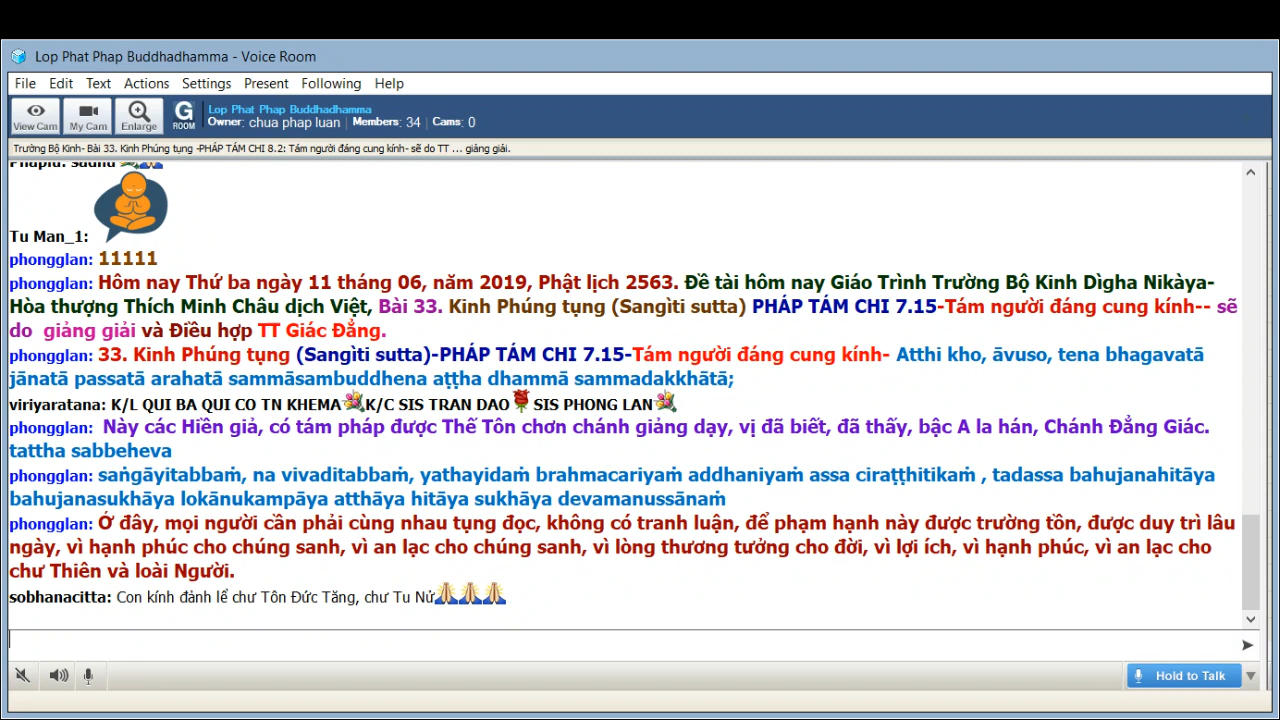 Lop Phat Phap Buddhadhamma - Voice Room
File Edit Text Actions Settings Present Following Help
View Cam My Cam Enlarge G ROOM Lop Phat Phap Buddhadhamma
Owner: chua phap luan | Members: 34 | Cams: 0
Trường Bộ Kinh- Bài 33. Kinh Phúng tụng -PHÁP TÁM CHI 8.2: Tám người đáng cung kính- sẽ do TT ... giảng giải.
Phapld: sadhu
Tu Man_1:
phongglan: 11111
phongglan: Hôm nay Thứ ba ngày 11 tháng 06, năm 2019, Phật lịch 2563. Đề tài hôm nay Giáo Trình Trường Bộ Kinh Dìgha Nikàya-
Hòa thượng Thích Minh Châu dịch Việt, Bài 33. Kinh Phúng tụng (Sangìti sutta) PHÁP TÁM CHI 7.15-Tám người đáng cung kính-- sẽ
do giảng giải và Điều hợp TT Giác Đẳng.
phongglan: 33. Kinh Phúng tụng (Sangìti sutta)-PHÁP TÁM CHI 7.15-Tám người đáng cung kính- Atthi kho, āvuso, tena bhagavatā
jānatā passatā arahatā sammāsambuddhena aṭṭha dhammā sammadakkhātā;
viriyaratana: K/L QUI BA QUI CO TN KHEMA K/C SIS TRAN DAO SIS PHONG LAN
phongglan: Này các Hiền giả, có tám pháp được Thế Tôn chơn chánh giảng dạy, vị đã biết, đã thấy, bậc A la hán, Chánh Đẳng Giác.
tattha sabbeheva
phongglan: saṅgāyitabbaṁ, na vivaditabbaṁ, yathayidaṁ brahmacariyaṁ addhaniyaṁ assa ciraṭṭhitikaṁ , tadassa bahujanahitāya
bahujanasukhāya lokānukampāya atthāya hitāya sukhāya devamanussānaṁ
phongglan: Ở đây, mọi người cần phải cùng nhau tụng đọc, không có tranh luận, để phạm hạnh này được trường tồn, được duy trì lâu
ngày, vì hạnh phúc cho chúng sanh, vì an lạc cho chúng sanh, vì lòng thương tưởng cho đời, vì lợi ích, vì hạnh phúc, vì an lạc cho
chư Thiên và loài Người.
sobhanacitta: Con kính đảnh lể chư Tôn Đức Tăng, chư Tu Nử
Hold to Talk